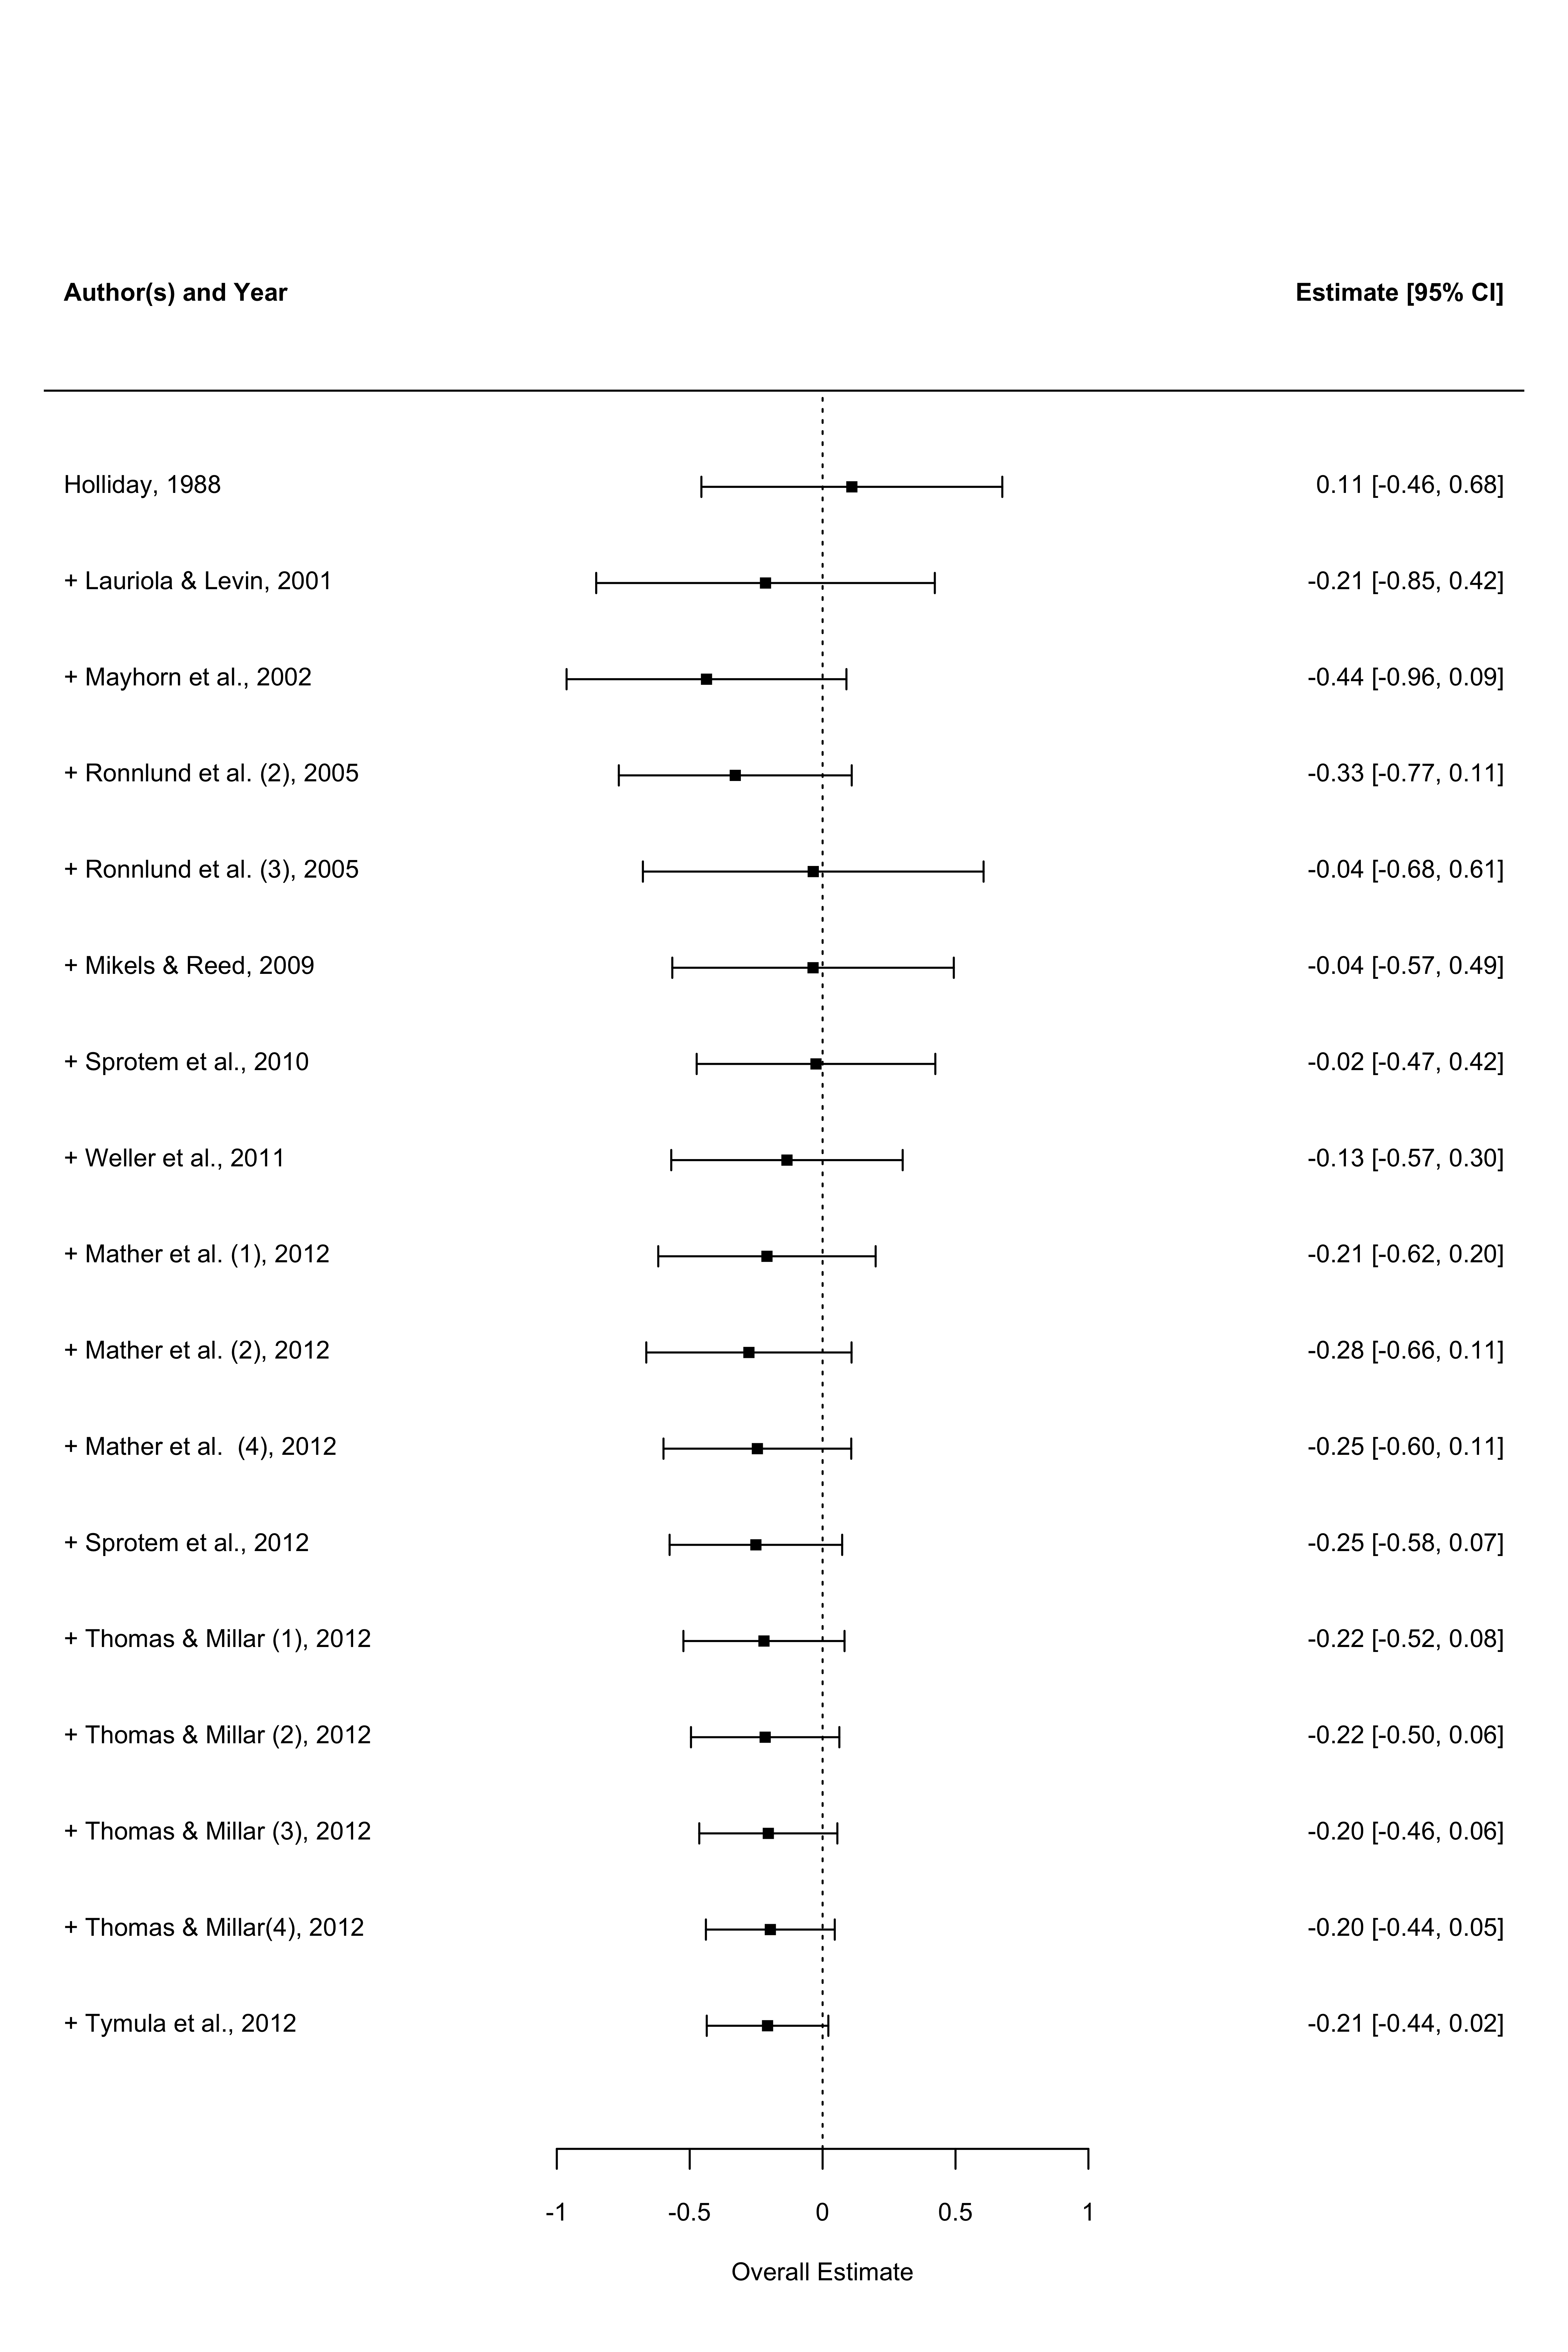 Author(s) and Year Estimate [95% CI]
Holliday, 1988 0.11 [-0.46, 0.68]
+ Lauriola & Levin, 2001 -0.21 [-0.85, 0.42]
+ Mayhorn et al., 2002 -0.44 [-0.96, 0.09]
+ Ronnlund et al. (2), 2005 -0.33 [-0.77, 0.11]
+ Ronnlund et al. (3), 2005 -0.04 [-0.68, 0.61]
+ Mikels & Reed, 2009 -0.04 [-0.57, 0.49]
+ Sprotem et al., 2010 -0.02 [-0.47, 0.42]
+ Weller et al., 2011 -0.13 [-0.57, 0.30]
+ Mather et al. (1), 2012 -0.21 [-0.62, 0.20]
+ Mather et al. (2), 2012 -0.28 [-0.66, 0.11]
+ Mather et al.  (4), 2012 -0.25 [-0.60, 0.11]
+ Sprotem et al., 2012 -0.25 [-0.58, 0.07]
+ Thomas & Millar (1), 2012 -0.22 [-0.52, 0.08]
+ Thomas & Millar (2), 2012 -0.22 [-0.50, 0.06]
+ Thomas & Millar (3), 2012 -0.20 [-0.46, 0.06]
+ Thomas & Millar(4), 2012 -0.20 [-0.44, 0.05]
+ Tymula et al., 2012 -0.21 [-0.44, 0.02]
-1 -0.5 0 0.5 1
Overall Estimate